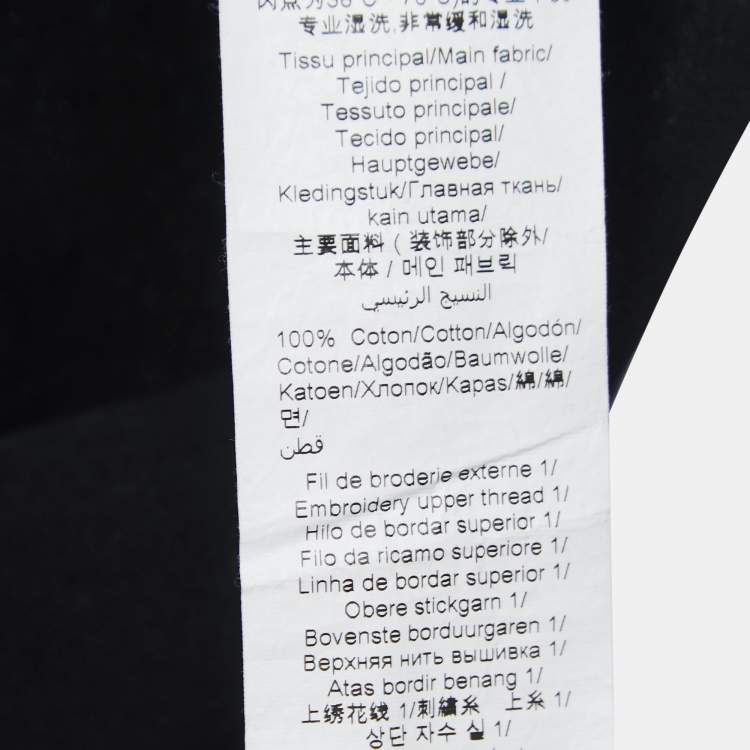 专业湿洗,非常缓和湿洗
Tissu principal/Main fabric/
Tejido principal /
Tessuto principale/
Tecido principal/
Hauptgewebe/
Kledingstuk/Главная ткань/
kain utama/
主要面料 ( 装饰部分除外/
本体 / 메인 패브릭
النسيج الرئيسي
100% Coton/Cotton/Algodón/
Cotone/Algodão/Baumwolle/
Katoen/Хлопок/Kapas/綿/綿/
면/
قطن
Fil de broderie externe 1/
Embroidery upper thread 1/
Hilo de bordar superior 1/
Filo da ricamo superiore 1/
Linha de bordar superior 1/
Obere stickgarn 1/
Bovenste borduurgaren 1/
Верхняя нить вышивка 1/
Atas bordir benang 1/
上绣花线 1/刺繍糸 上糸 1/
상단 자수 실 1/